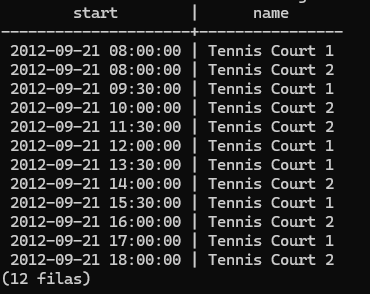 start | name
---------------------+----------------
2012-09-21 08:00:00 | Tennis Court 1
2012-09-21 08:00:00 | Tennis Court 2
2012-09-21 09:30:00 | Tennis Court 1
2012-09-21 10:00:00 | Tennis Court 2
2012-09-21 11:30:00 | Tennis Court 2
2012-09-21 12:00:00 | Tennis Court 1
2012-09-21 13:30:00 | Tennis Court 1
2012-09-21 14:00:00 | Tennis Court 2
2012-09-21 15:30:00 | Tennis Court 1
2012-09-21 16:00:00 | Tennis Court 2
2012-09-21 17:00:00 | Tennis Court 1
2012-09-21 18:00:00 | Tennis Court 2
(12 filas)